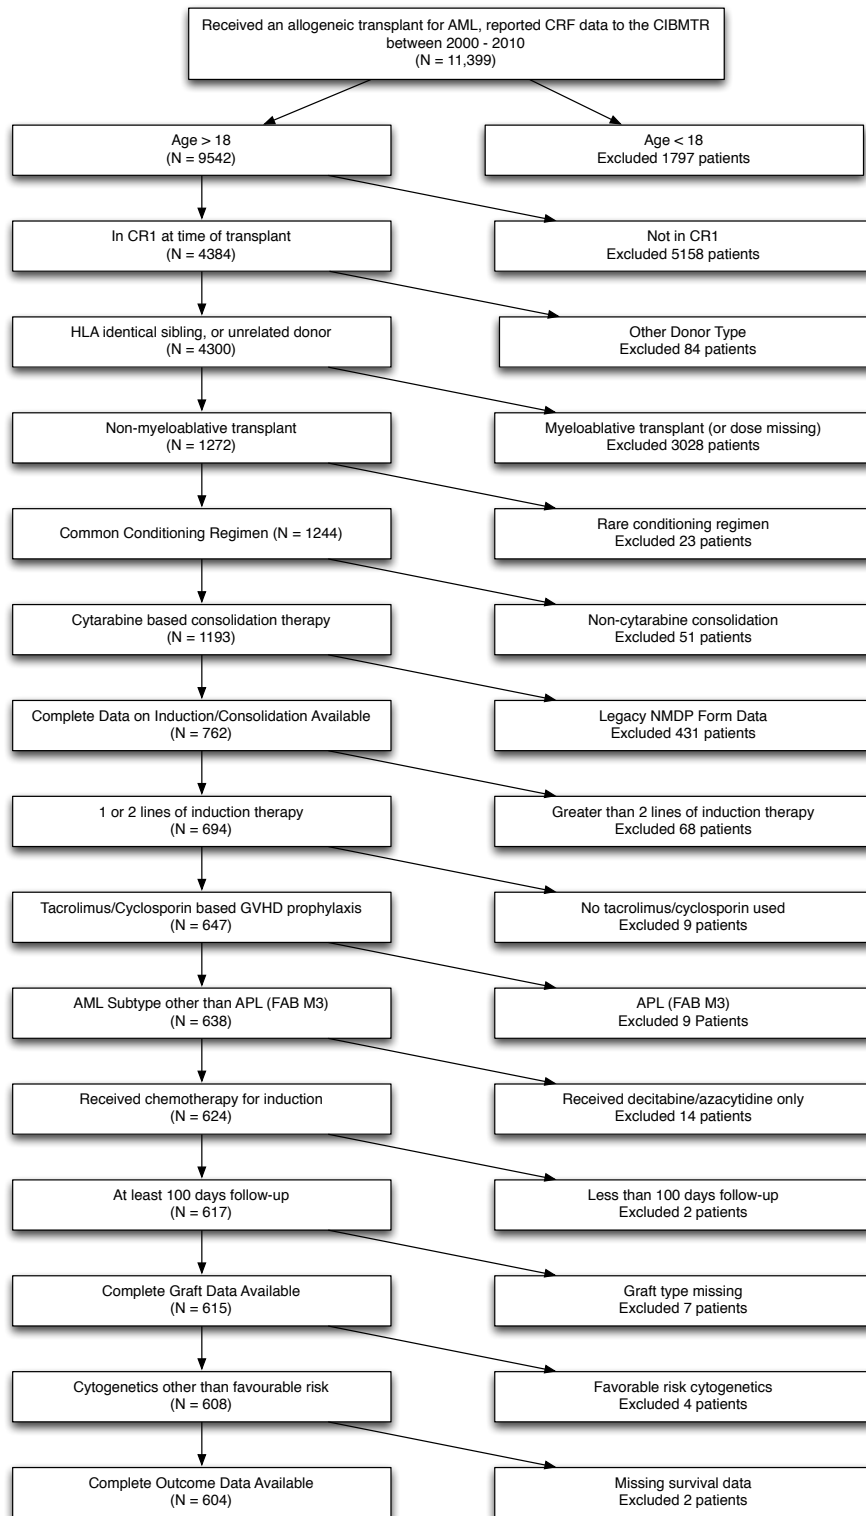 Received an allogeneic transplant for AML, reported CRF data to the CIBMTR
between 2000 - 2010
(N = 11,399)
Age > 18
(N = 9542)
Age < 18
Excluded 1797 patients
In CR1 at time of transplant
(N = 4384)
Not in CR1
Excluded 5158 patients
HLA identical sibling, or unrelated donor
(N = 4300)
Other Donor Type
Excluded 84 patients
Non-myeloablative transplant
(N = 1272)
Myeloablative transplant (or dose missing)
Excluded 3028 patients
Common Conditioning Regimen (N = 1244)
Rare conditioning regimen
Excluded 23 patients
Cytarabine based consolidation therapy
(N = 1193)
Non-cytarabine consolidation
Excluded 51 patients
Complete Data on Induction/Consolidation Available
(N = 762)
Legacy NMDP Form Data
Excluded 431 patients
1 or 2 lines of induction therapy
(N = 694)
Greater than 2 lines of induction therapy
Excluded 68 patients
Tacrolimus/Cyclosporin based GVHD prophylaxis
(N = 647)
No tacrolimus/cyclosporin used
Excluded 9 patients
AML Subtype other than APL (FAB M3)
(N = 638)
APL (FAB M3)
Excluded 9 Patients
Received chemotherapy for induction
(N = 624)
Received decitabine/azacytidine only
Excluded 14 patients
At least 100 days follow-up
(N = 617)
Less than 100 days follow-up
Excluded 2 patients
Complete Graft Data Available
(N = 615)
Graft type missing
Excluded 7 patients
Cytogenetics other than favourable risk
(N = 608)
Favorable risk cytogenetics
Excluded 4 patients
Complete Outcome Data Available
(N = 604)
Missing survival data
Excluded 2 patients